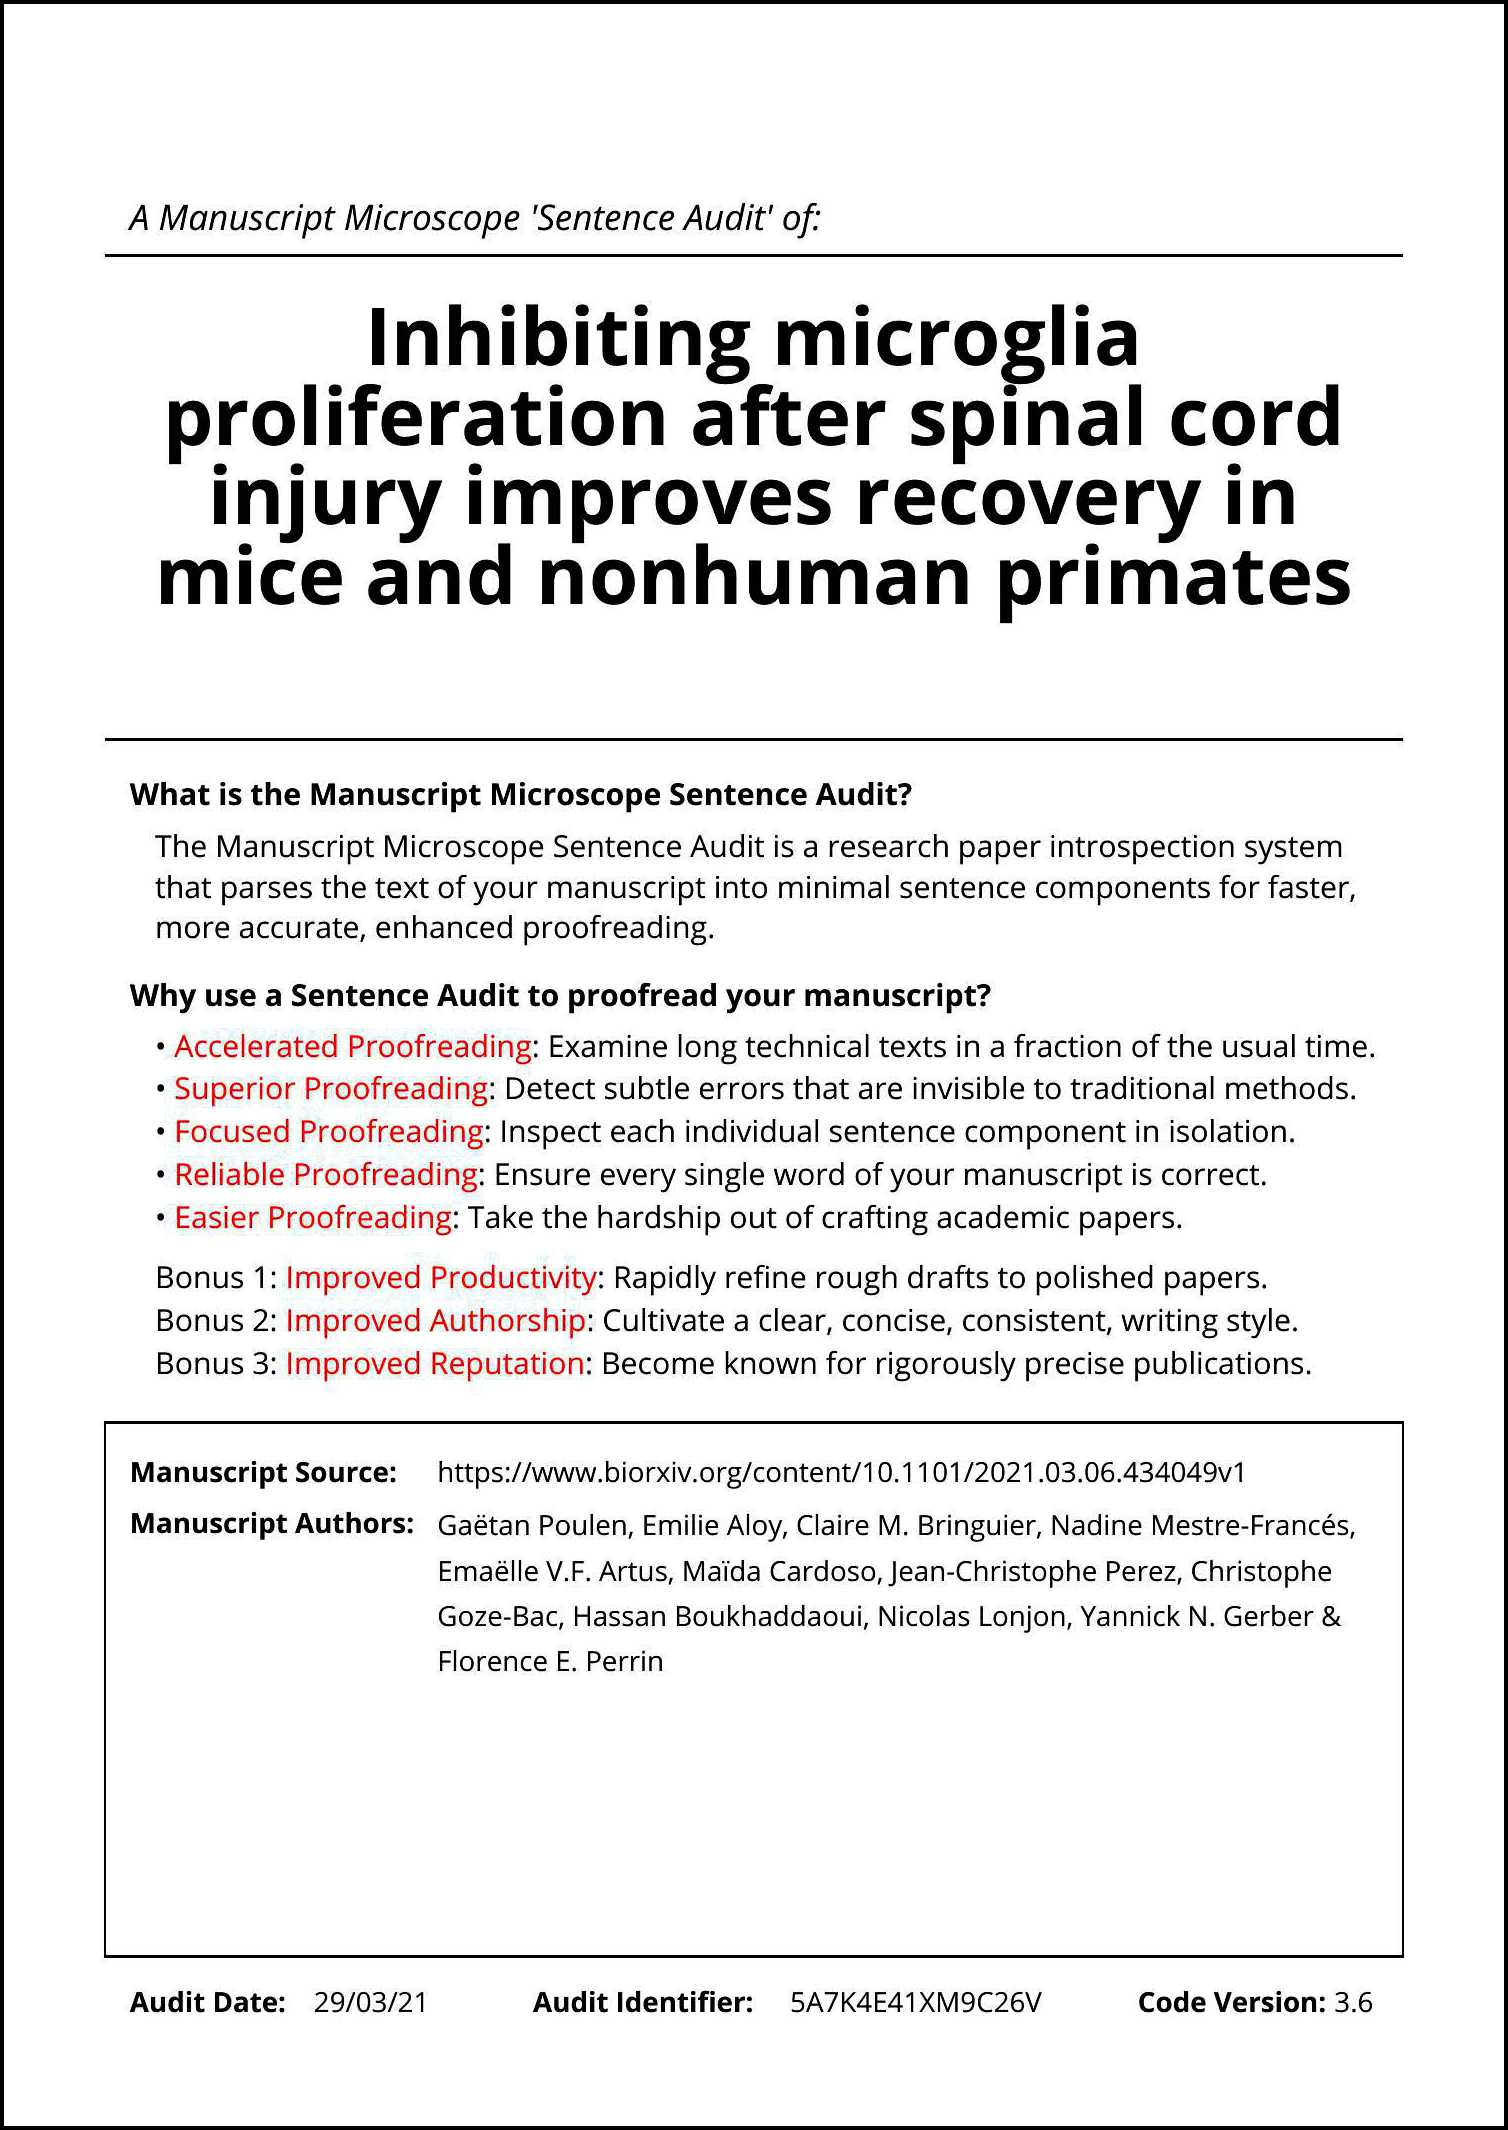 A Manuscript Microscope 'Sentence Audit' of:
Inhibiting microglia
proliferation after spinal cord
injury improves recovery in
mice and nonhuman primates
What is the Manuscript Microscope Sentence Audit?
The Manuscript Microscope Sentence Audit is a research paper introspection system
that parses the text of your manuscript into minimal sentence components for faster,
more accurate, enhanced proofreading.
Why use a Sentence Audit to proofread your manuscript?
• Accelerated Proofreading: Examine long technical texts in a fraction of the usual time.
• Superior Proofreading: Detect subtle errors that are invisible to traditional methods.
• Focused Proofreading: Inspect each individual sentence component in isolation.
• Reliable Proofreading: Ensure every single word of your manuscript is correct.
• Easier Proofreading: Take the hardship out of crafting academic papers.
Bonus 1: Improved Productivity: Rapidly refine rough drafts to polished papers.
Bonus 2: Improved Authorship: Cultivate a clear, concise, consistent, writing style.
Bonus 3: Improved Reputation: Become known for rigorously precise publications.
Manuscript Source: https://www.biorxiv.org/content/10.1101/2021.03.06.434049v1
Manuscript Authors: Gaëtan Poulen, Emilie Aloy, Claire M. Bringuier, Nadine Mestre-Francés,
Emaëlle V.F. Artus, Maïda Cardoso, Jean-Christophe Perez, Christophe
Goze-Bac, Hassan Boukhaddaoui, Nicolas Lonjon, Yannick N. Gerber &
Florence E. Perrin
Audit Date: 29/03/21 Audit Identifier: 5A7K4E41XM9C26V Code Version: 3.6